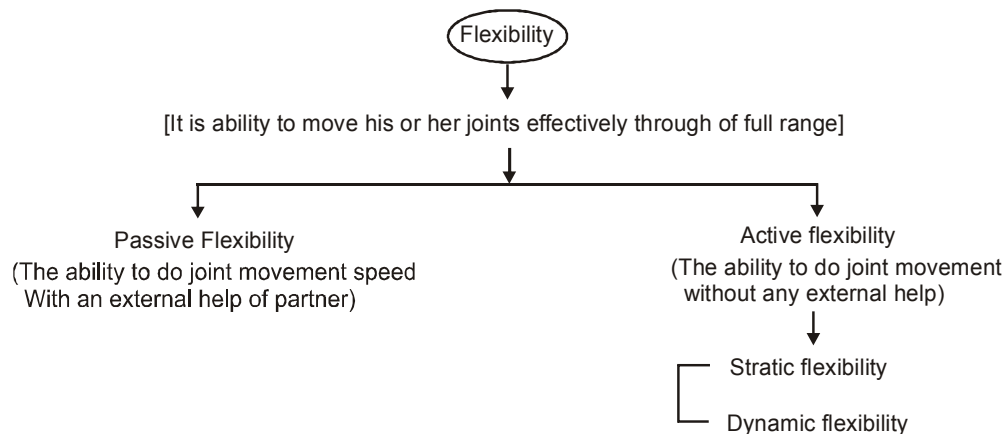 Flexibility
[It is ability to move his or her joints effectively through of full range]
Passive Flexibility
(The ability to do joint movement speed
With an external help of partner)
Active flexibility
(The ability to do joint movement
without any external help)
Stratic flexibility
Dynamic flexibility